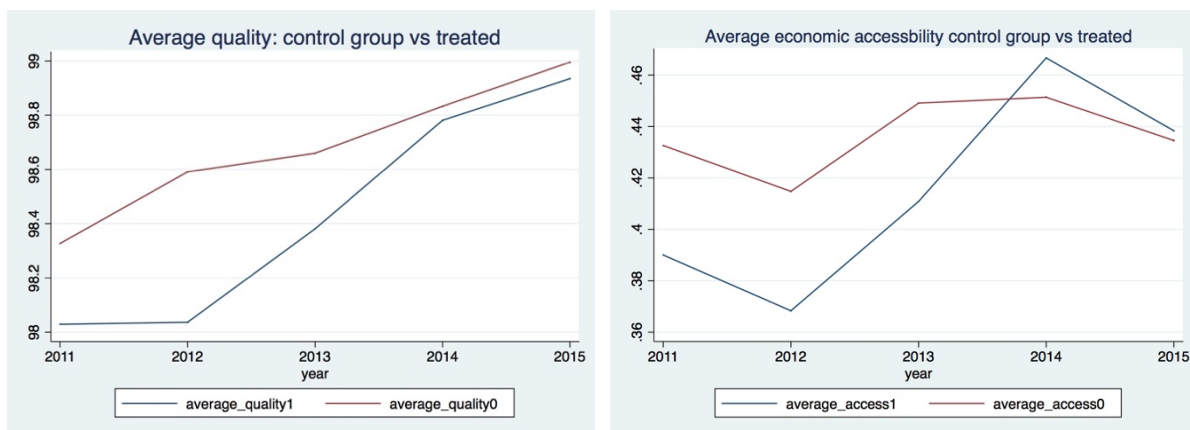 Average quality: control group vs treated
99
98.8
98.6
98.4
98.2
98
2011 2012 2013 2014 2015
year
average_quality1 average_quality0
Average economic accessbility control group vs treated
.46
.44
.42
.4
.38
.36
2011 2012 2013 2014 2015
year
average_access1 average_access0